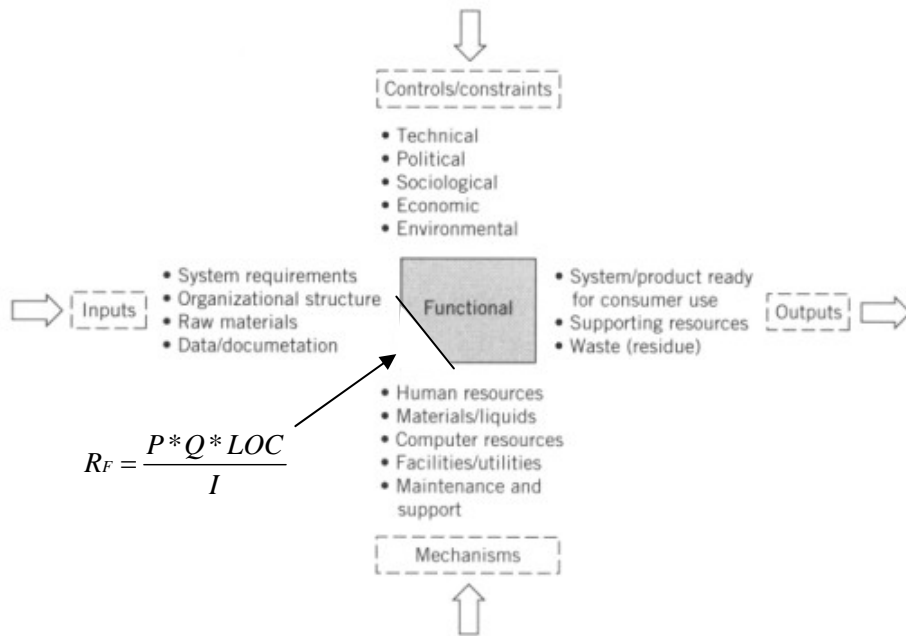 Controls/constraints
• Technical
• Political
• Sociological
• Economic
• Environmental
Inputs
• System requirements
• Organizational structure
• Raw materials
• Data/documetation
Functional
• System/product ready
for consumer use
• Supporting resources
• Waste (residue)
Outputs
R_F = P * Q * LOC / I
• Human resources
• Materials/liquids
• Computer resources
• Facilities/utilities
• Maintenance and
support
Mechanisms